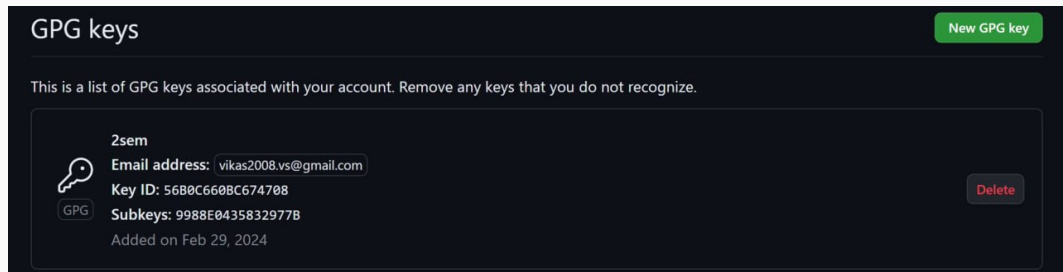 GPG keys
New GPG key
This is a list of GPG keys associated with your account. Remove any keys that you do not recognize.
2sem
Email address: vikas2008.vs@gmail.com
Key ID: 56B0C660BC674708
GPG
Subkeys: 9988E0435832977B
Delete
Added on Feb 29, 2024